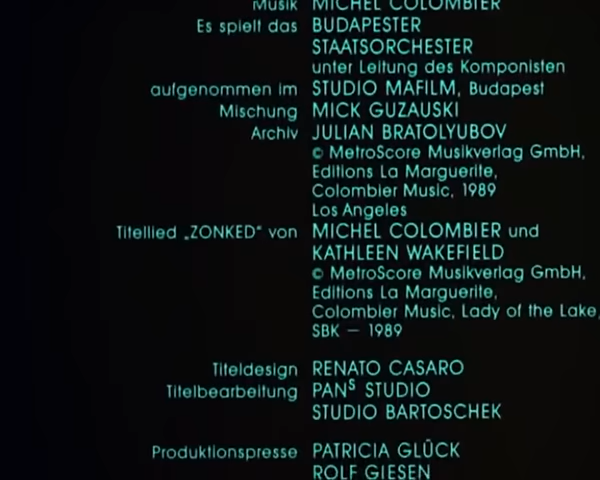 Musik MICHEL COLOMBIER
Es spielt das BUDAPESTER
STAATSORCHESTER
unter Leitung des Komponisten
aufgenommen im STUDIO MAFILM, Budapest
Mischung MICK GUZAUSKI
Archiv JULIAN BRATOLYUBOV
© MetroScore Musikverlag GmbH,
Editions La Marguerite,
Colombier Music, 1989
Los Angeles
Titellied „ZONKED“ von MICHEL COLOMBIER und
KATHLEEN WAKEFIELD
© MetroScore Musikverlag GmbH,
Editions La Marguerite,
Colombier Music, Lady of the Lake,
SBK — 1989
Titeldesign RENATO CASARO
Titelbearbeitung PANS STUDIO
STUDIO BARTOSCHEK
Produktionspresse PATRICIA GLÜCK
ROLF GIESEN